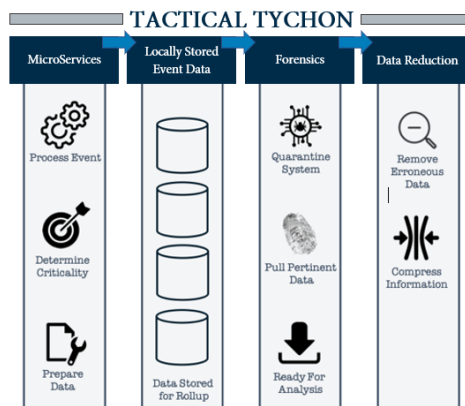 TACTICAL TYCHON
MicroServices
Locally Stored
Event Data
Forensics
Data Reduction
Process Event
Determine
Criticality
Prepare
Data
Data Stored
for Rollup
Quarantine
System
Pull Pertinent
Data
Ready For
Analysis
Remove
Erroneous
Data
Compress
Information